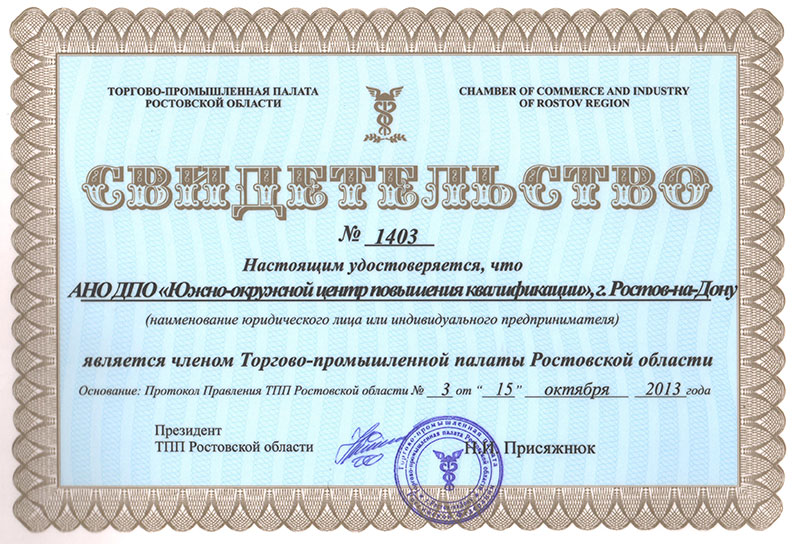 ТОРГОВО-ПРОМЫШЛЕННАЯ ПАЛАТА
РОСТОВСКОЙ ОБЛАСТИ
CHAMBER OF COMMERCE AND INDUSTRY
OF ROSTOV REGION
СВИДЕТЕЛЬСТВО
№ 1403
Настоящим удостоверяется, что
АНО ДПО «Южно-окружной центр повышения квалификации», г. Ростов-на-Дону
(наименование юридического лица или индивидуального предпринимателя)
является членом Торгово-промышленной палаты Ростовской области
Основание: Протокол Правления ТПП Ростовской области № 3 от “ 15 ” октября 2013 года
Президент
ТПП Ростовской области
Н.И. Присяжнюк
Торгово-промышленная палата Ростовской области